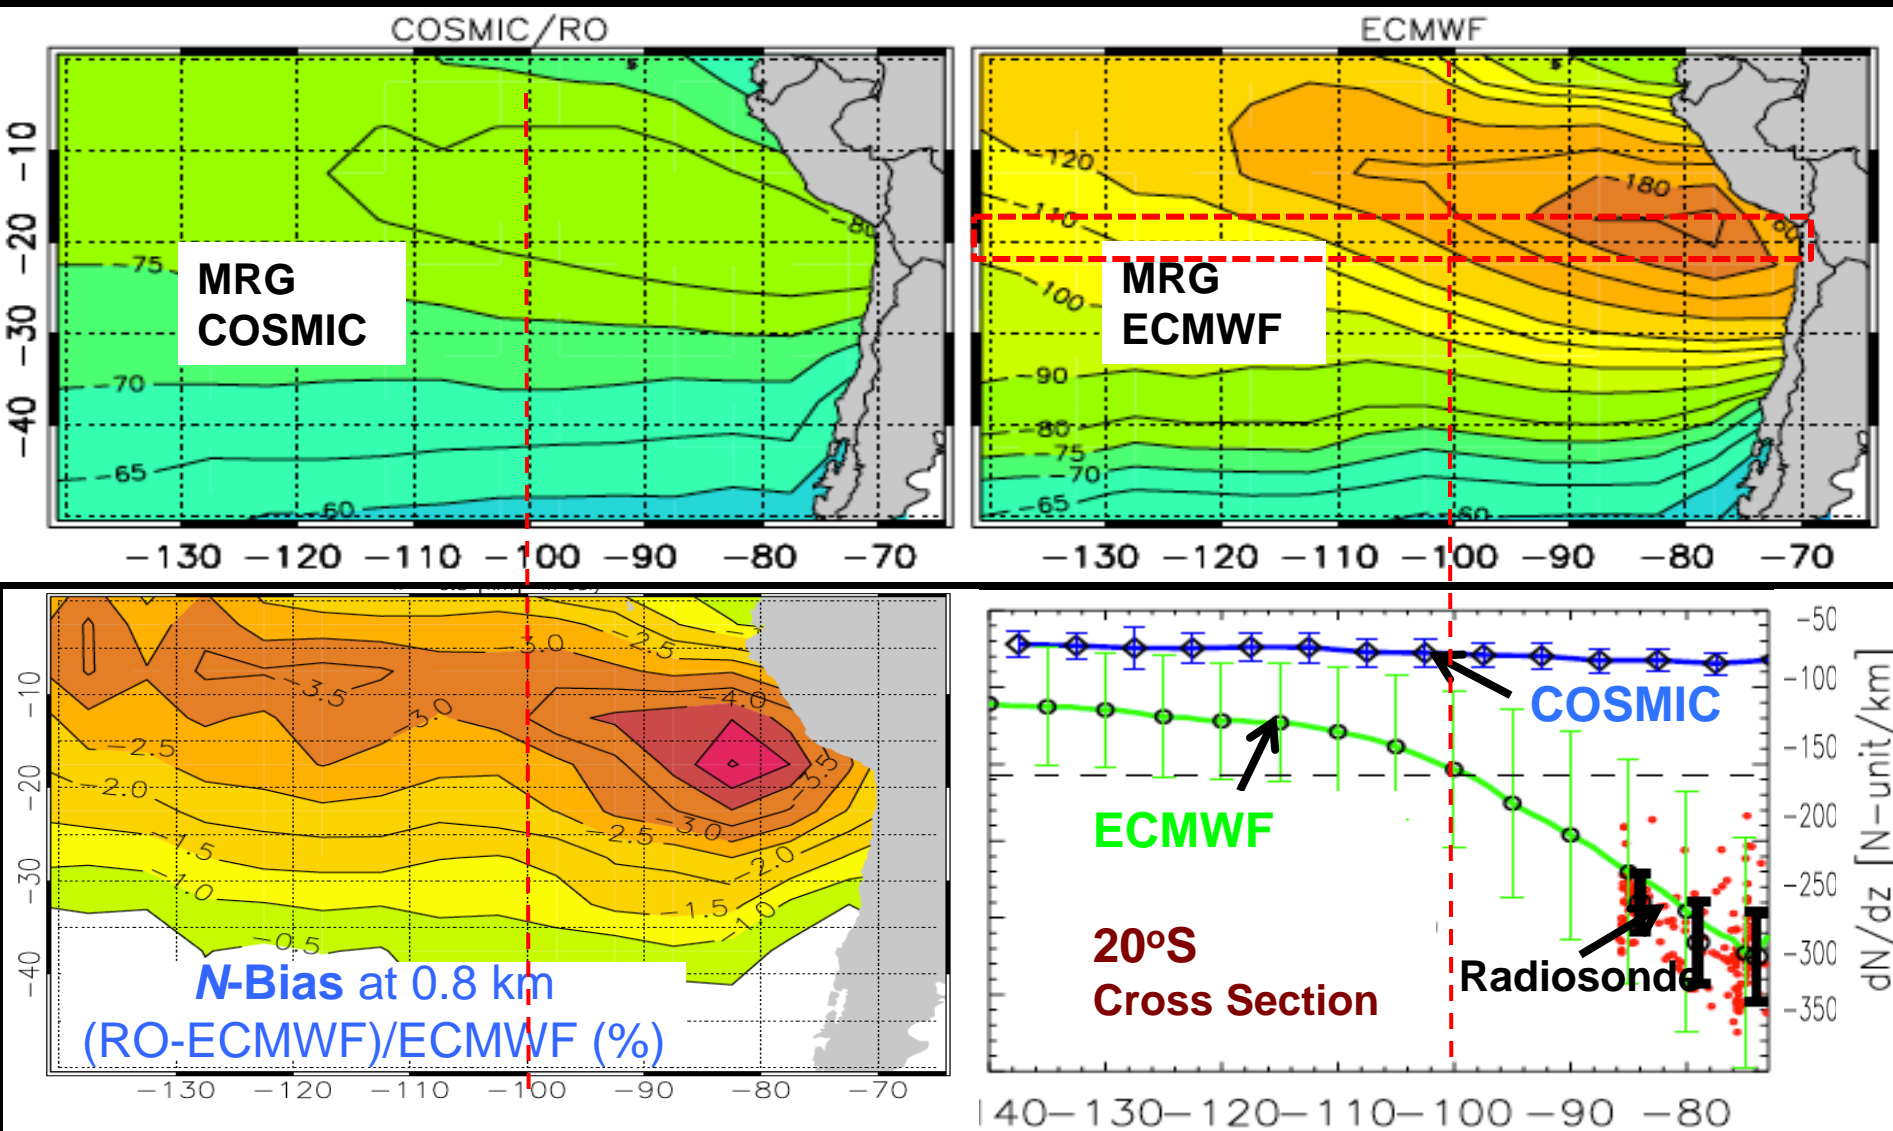 COSMIC/RO
-80
-75
-70
-65
-60
MRG
COSMIC
-10
-20
-30
-40
-130 -120 -110 -100 -90 -80 -70
ECMWF
-120
-110
-100
-90
-80
-75
-70
-65
-60
-180
MRG
ECMWF
-130 -120 -110 -100 -90 -80 -70
-3.0
-2.5
-3.5
-3.0
-4.0
-2.5
-3.5
-2.0
-2.5
-3.0
-1.5
-2.0
-1.0
-1.5
-1.0
-0.5
N-Bias at 0.8 km
(RO-ECMWF)/ECMWF (%)
-10
-20
-30
-40
-130 -120 -110 -100 -90 -80 -70
COSMIC
ECMWF
20°S
Cross Section
Radiosonde
-50
-100
-150
-200
-250
-300
-350
dN/dz [N-unit/km]
140-130-120-110-100 -90 -80